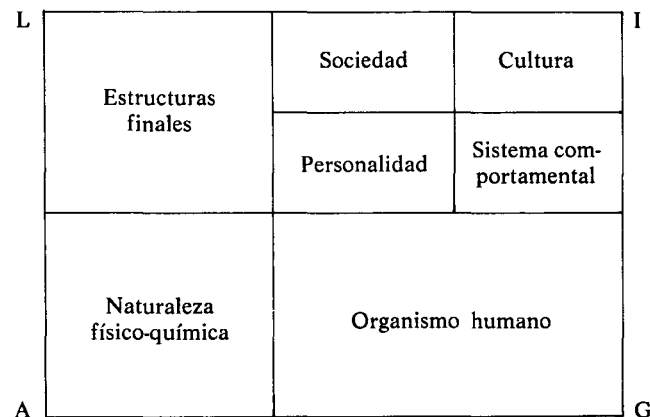 L
I
Estructuras
finales
Sociedad
Cultura
Personalidad
Sistema com-
portamental
Naturaleza
físico-química
Organismo humano
A
G